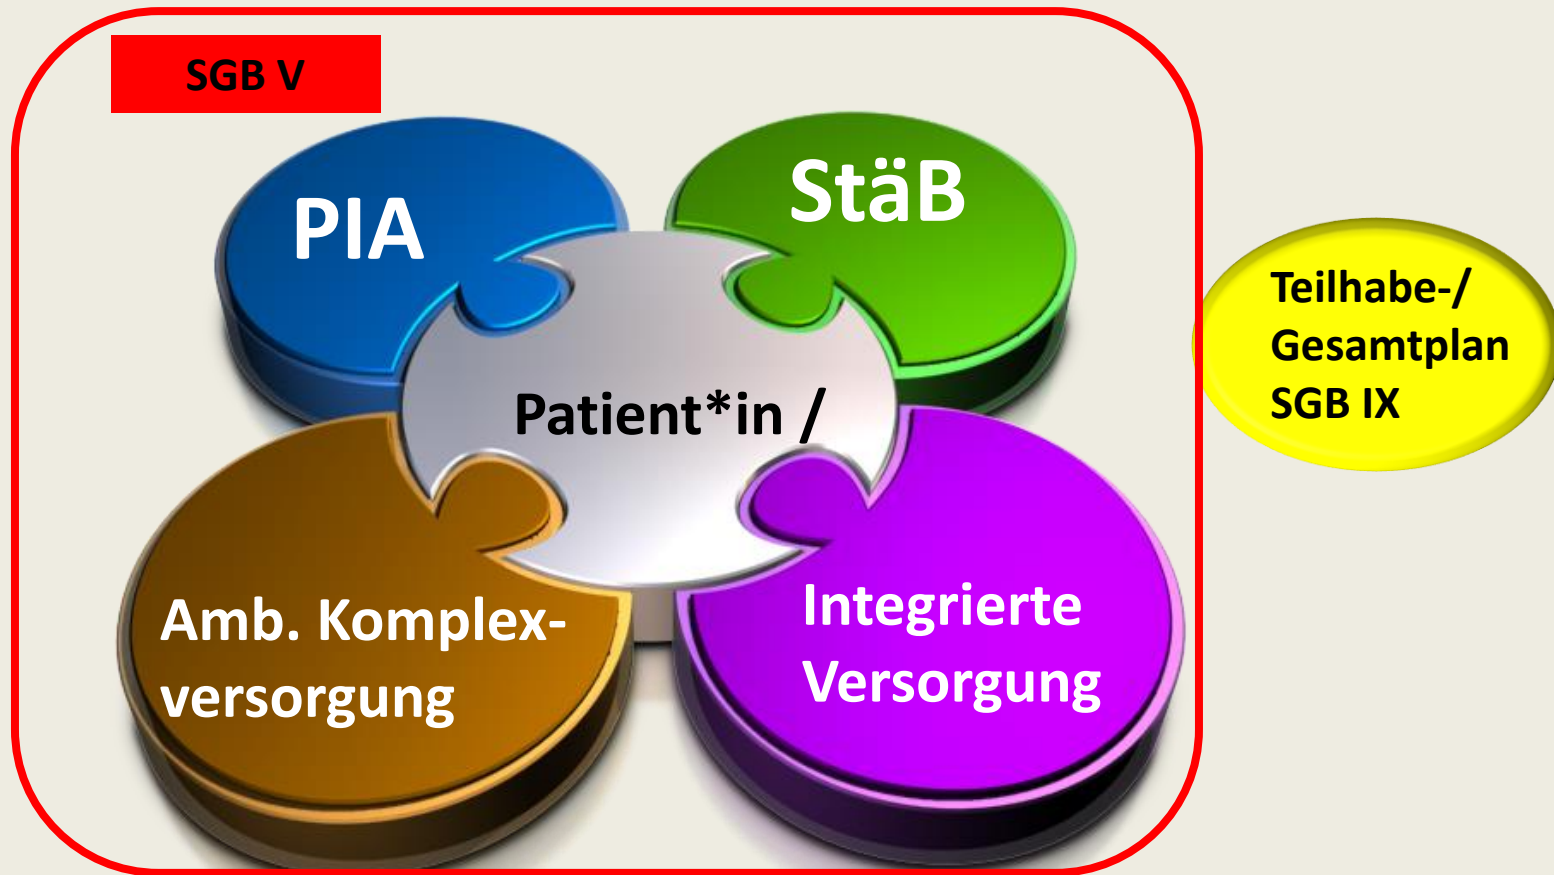 SGB V
PIA
StäB
Patient*in /
Amb. Komplex-
versorgung
Integrierte
Versorgung
Teilhabe-/
Gesamtplan
SGB IX